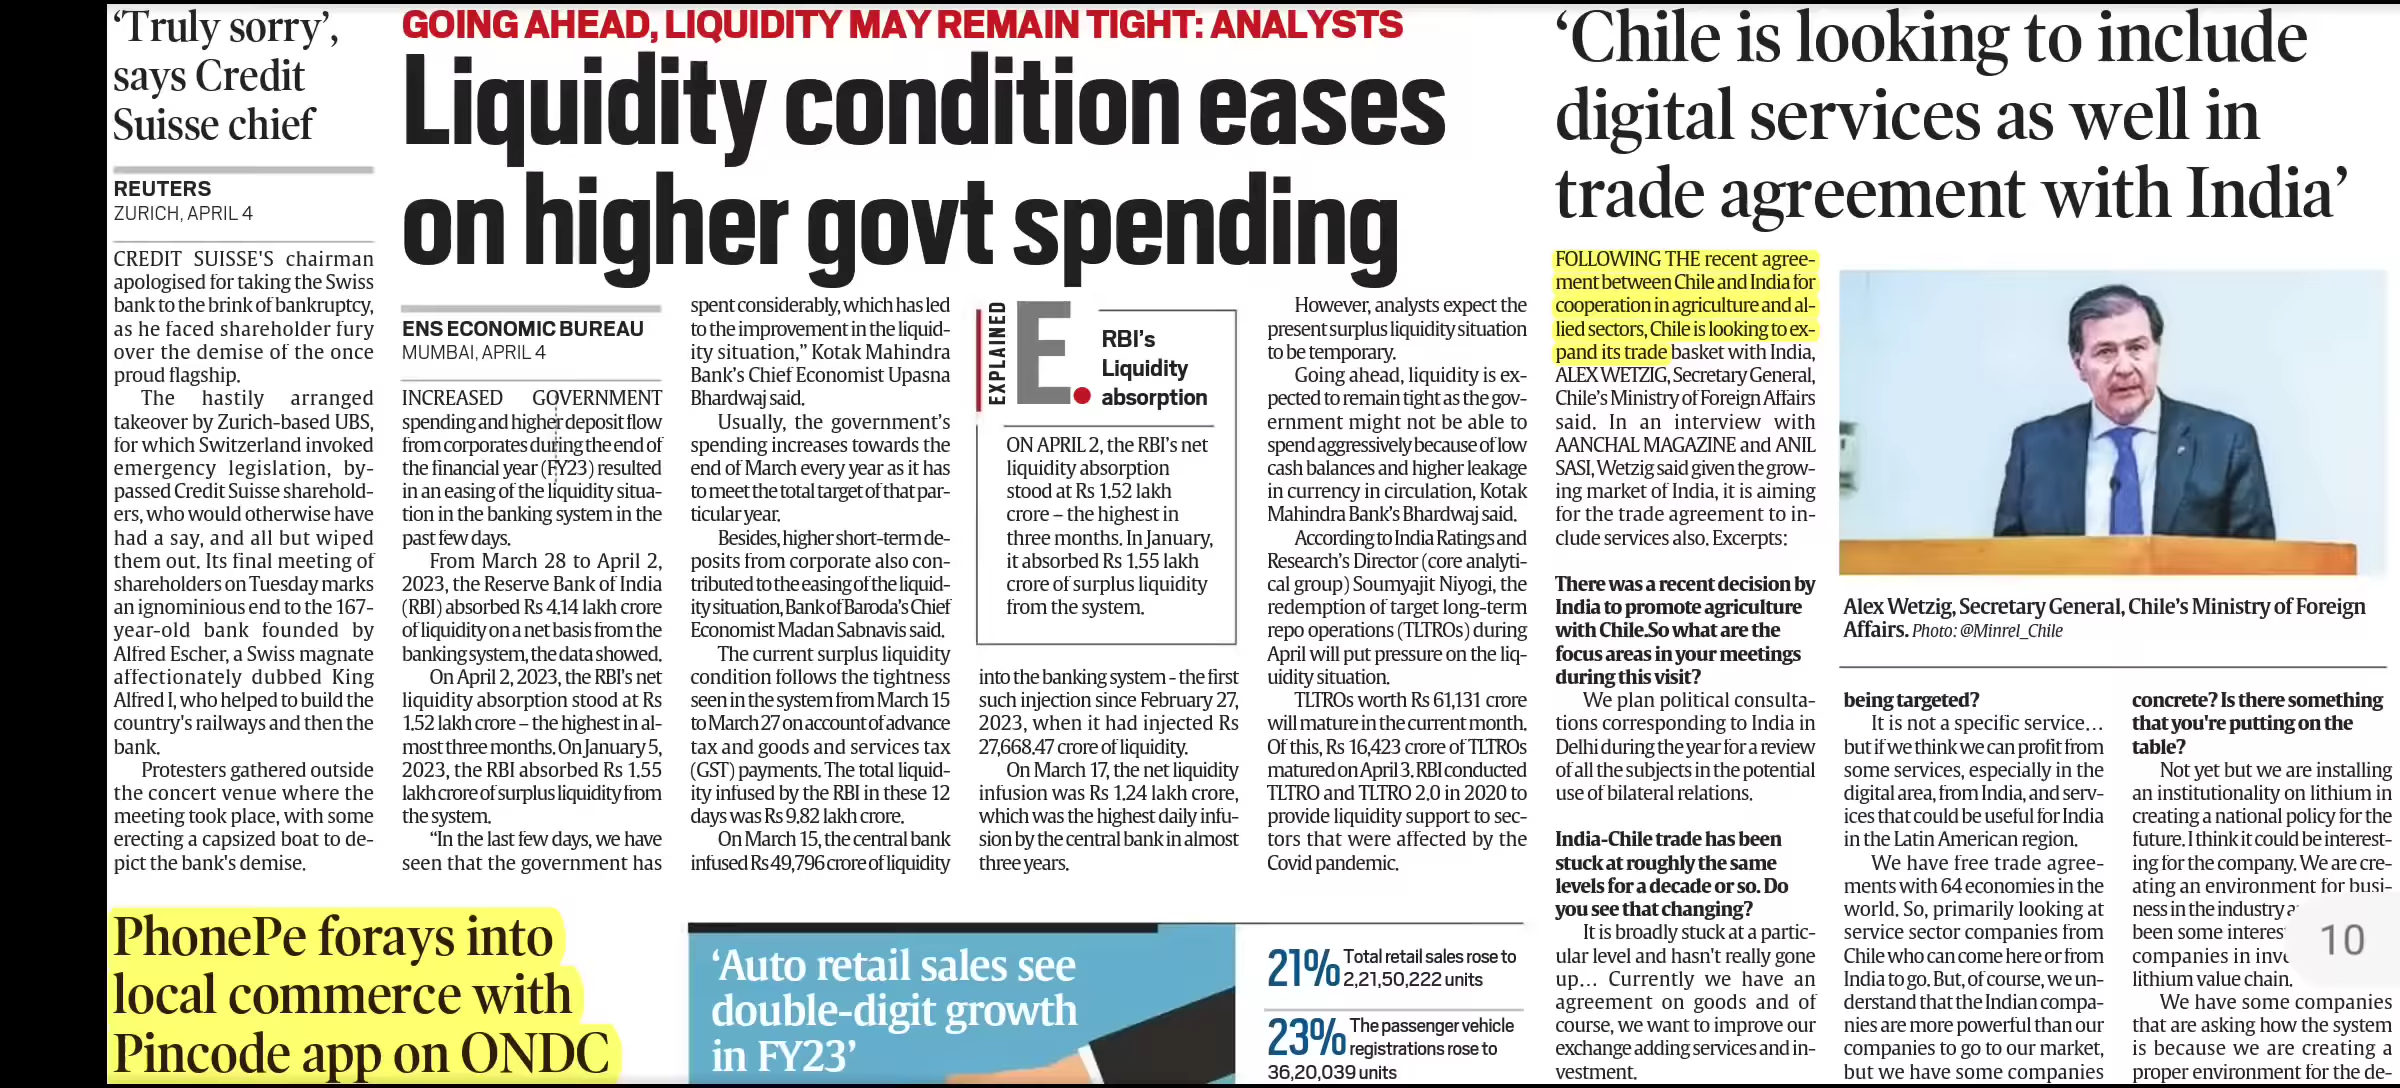 ‘Truly sorry’,
says Credit
Suisse chief
REUTERS
ZURICH, APRIL 4
CREDIT SUISSE'S chairman
apologised for taking the Swiss
bank to the brink of bankruptcy,
as he faced shareholder fury
over the demise of the once
proud flagship.
The hastily arranged
takeover by Zurich-based UBS,
for which Switzerland invoked
emergency legislation, by-
passed Credit Suisse sharehold-
ers, who would otherwise have
had a say, and all but wiped
them out. Its final meeting of
shareholders on Tuesday marks
an ignominious end to the 167-
year-old bank founded by
Alfred Escher, a Swiss magnate
affectionately dubbed King
Alfred I, who helped to build the
country's railways and then the
bank.
Protesters gathered outside
the concert venue where the
meeting took place, with some
erecting a capsized boat to de-
pict the bank's demise.
GOING AHEAD, LIQUIDITY MAY REMAIN TIGHT: ANALYSTS
Liquidity condition eases
on higher govt spending
ENS ECONOMIC BUREAU
MUMBAI, APRIL 4
INCREASED GOVERNMENT
spending and higher deposit flow
from corporates during the end of
the financial year (FY23) resulted
in an easing of the liquidity situa-
tion in the banking system in the
past few days.
From March 28 to April 2,
2023, the Reserve Bank of India
(RBI) absorbed Rs 4.14 lakh crore
of liquidity on a net basis from the
banking system, the data showed.
On April 2, 2023, the RBI's net
liquidity absorption stood at Rs
1.52 lakh crore – the highest in al-
most three months. On January 5,
2023, the RBI absorbed Rs 1.55
lakh crore of surplus liquidity from
the system.
“In the last few days, we have
seen that the government has
spent considerably, which has led
to the improvement in the liquid-
ity situation,” Kotak Mahindra
Bank's Chief Economist Upasna
Bhardwaj said.
Usually, the government's
spending increases towards the
end of March every year as it has
to meet the total target of that par-
ticular year.
Besides, higher short-term de-
posits from corporate also con-
tributed to the easing of the liquid-
ity situation, Bank of Baroda's Chief
Economist Madan Sabnavis said.
The current surplus liquidity
condition follows the tightness
seen in the system from March 15
to March 27 on account of advance
tax and goods and services tax
(GST) payments. The total liquid-
ity infused by the RBI in these 12
days was Rs 9.82 lakh crore.
On March 15, the central bank
infused Rs 49,796 crore of liquidity
EXPLAINED
E.
RBI's
Liquidity
absorption
ON APRIL 2, the RBI's net
liquidity absorption
stood at Rs 1.52 lakh
crore – the highest in
three months. In January,
it absorbed Rs 1.55 lakh
crore of surplus liquidity
from the system.
into the banking system - the first
such injection since February 27,
2023, when it had injected Rs
27,668.47 crore of liquidity.
On March 17, the net liquidity
infusion was Rs 1.24 lakh crore,
which was the highest daily infu-
sion by the central bank in almost
three years.
However, analysts expect the
present surplus liquidity situation
to be temporary.
Going ahead, liquidity is ex-
pected to remain tight as the gov-
ernment might not be able to
spend aggressively because of low
cash balances and higher leakage
in currency in circulation, Kotak
Mahindra Bank's Bhardwaj said.
According to India Ratings and
Research's Director (core analyti-
cal group) Soumyajit Niyogi, the
redemption of target long-term
repo operations (TLTROs) during
April will put pressure on the liq-
uidity situation.
TLTROs worth Rs 61,131 crore
will mature in the current month.
Of this, Rs 16,423 crore of TLTROs
matured on April 3. RBI conducted
TLTRO and TLTRO 2.0 in 2020 to
provide liquidity support to sec-
tors that were affected by the
Covid pandemic.
‘Chile is looking to include
digital services as well in
trade agreement with India’
FOLLOWING THE recent agree-
ment between Chile and India for
cooperation in agriculture and al-
lied sectors, Chile is looking to ex-
pand its trade basket with India,
ALEX WETZIG, Secretary General,
Chile's Ministry of Foreign Affairs
said. In an interview with
AANCHAL MAGAZINE and ANIL
SASI, Wetzig said given the grow-
ing market of India, it is aiming
for the trade agreement to in-
clude services also. Excerpts:
There was a recent decision by
India to promote agriculture
with Chile.So what are the
focus areas in your meetings
during this visit?
We plan political consulta-
tions corresponding to India in
Delhi during the year for a review
of all the subjects in the potential
use of bilateral relations.
India-Chile trade has been
stuck at roughly the same
levels for a decade or so. Do
you see that changing?
It is broadly stuck at a partic-
ular level and hasn't really gone
up... Currently we have an
agreement on goods and of
course, we want to improve our
exchange adding services and in-
vestment.
Alex Wetzig, Secretary General, Chile's Ministry of Foreign
Affairs. Photo: @Minrel_Chile
being targeted?
It is not a specific service...
but if we think we can profit from
some services, especially in the
digital area, from India, and serv-
ices that could be useful for India
in the Latin American region.
We have free trade agree-
ments with 64 economies in the
world. So, primarily looking at
service sector companies from
Chile who can come here or from
India to go. But, of course, we un-
derstand that the Indian compa-
nies are more powerful than our
companies to go to our market,
but we have some companies
concrete? Is there something
that you're putting on the
table?
Not yet but we are installing
an institutionality on lithium in
creating a national policy for the
future. I think it could be interest-
ing for the company. We are cre-
ating an environment for busi-
ness in the industry
been some
companies in
lithium value chain.
We have some companies
that are asking how the system
is because we are creating a
proper environment for the de-
10
PhonePe forays into
local commerce with
Pincode app on ONDC
‘Auto retail sales see
double-digit growth
in FY23’
21% Total retail sales rose to
2,21,50,222 units
23% The passenger vehicle
registrations rose to
36,20,039 units